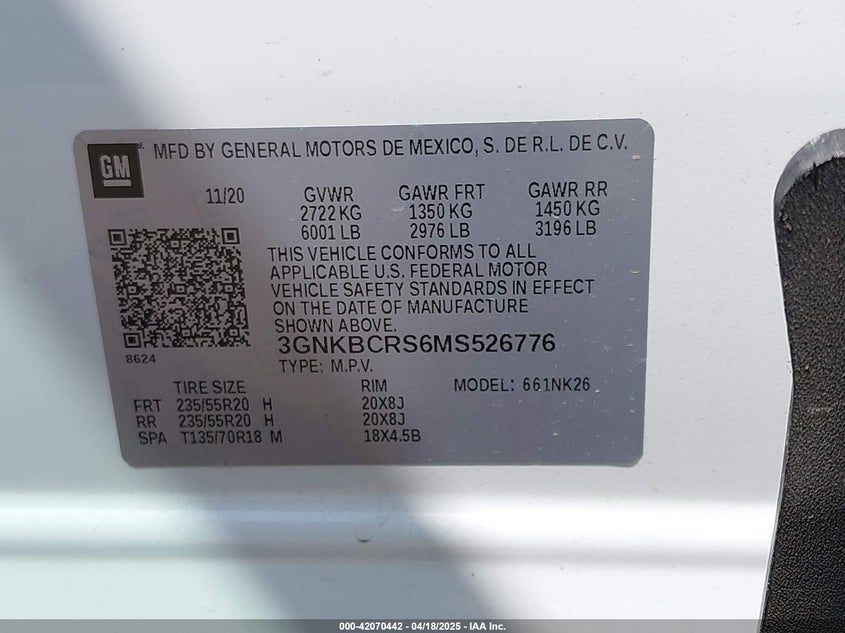 GM® MFD BY GENERAL MOTORS DE MEXICO, S. DE R.L. DE C.V.
11/20 GVWR GAWR FRT GAWR RR
2722 KG 1350 KG 1450 KG
6001 LB 2976 LB 3196 LB
THIS VEHICLE CONFORMS TO ALL
APPLICABLE U.S. FEDERAL MOTOR
VEHICLE SAFETY STANDARDS IN EFFECT
ON THE DATE OF MANUFACTURE
SHOWN ABOVE.
3GNKBCRS6MS526776
8624
TYPE: M.P.V.
TIRE SIZE RIM MODEL: 661NK26
FRT 235/55R20 H 20X8J
RR 235/55R20 H 20X8J
SPA T135/70R18 M 18X4.5B
000-42070442 - 04/18/2025 - IAA Inc.